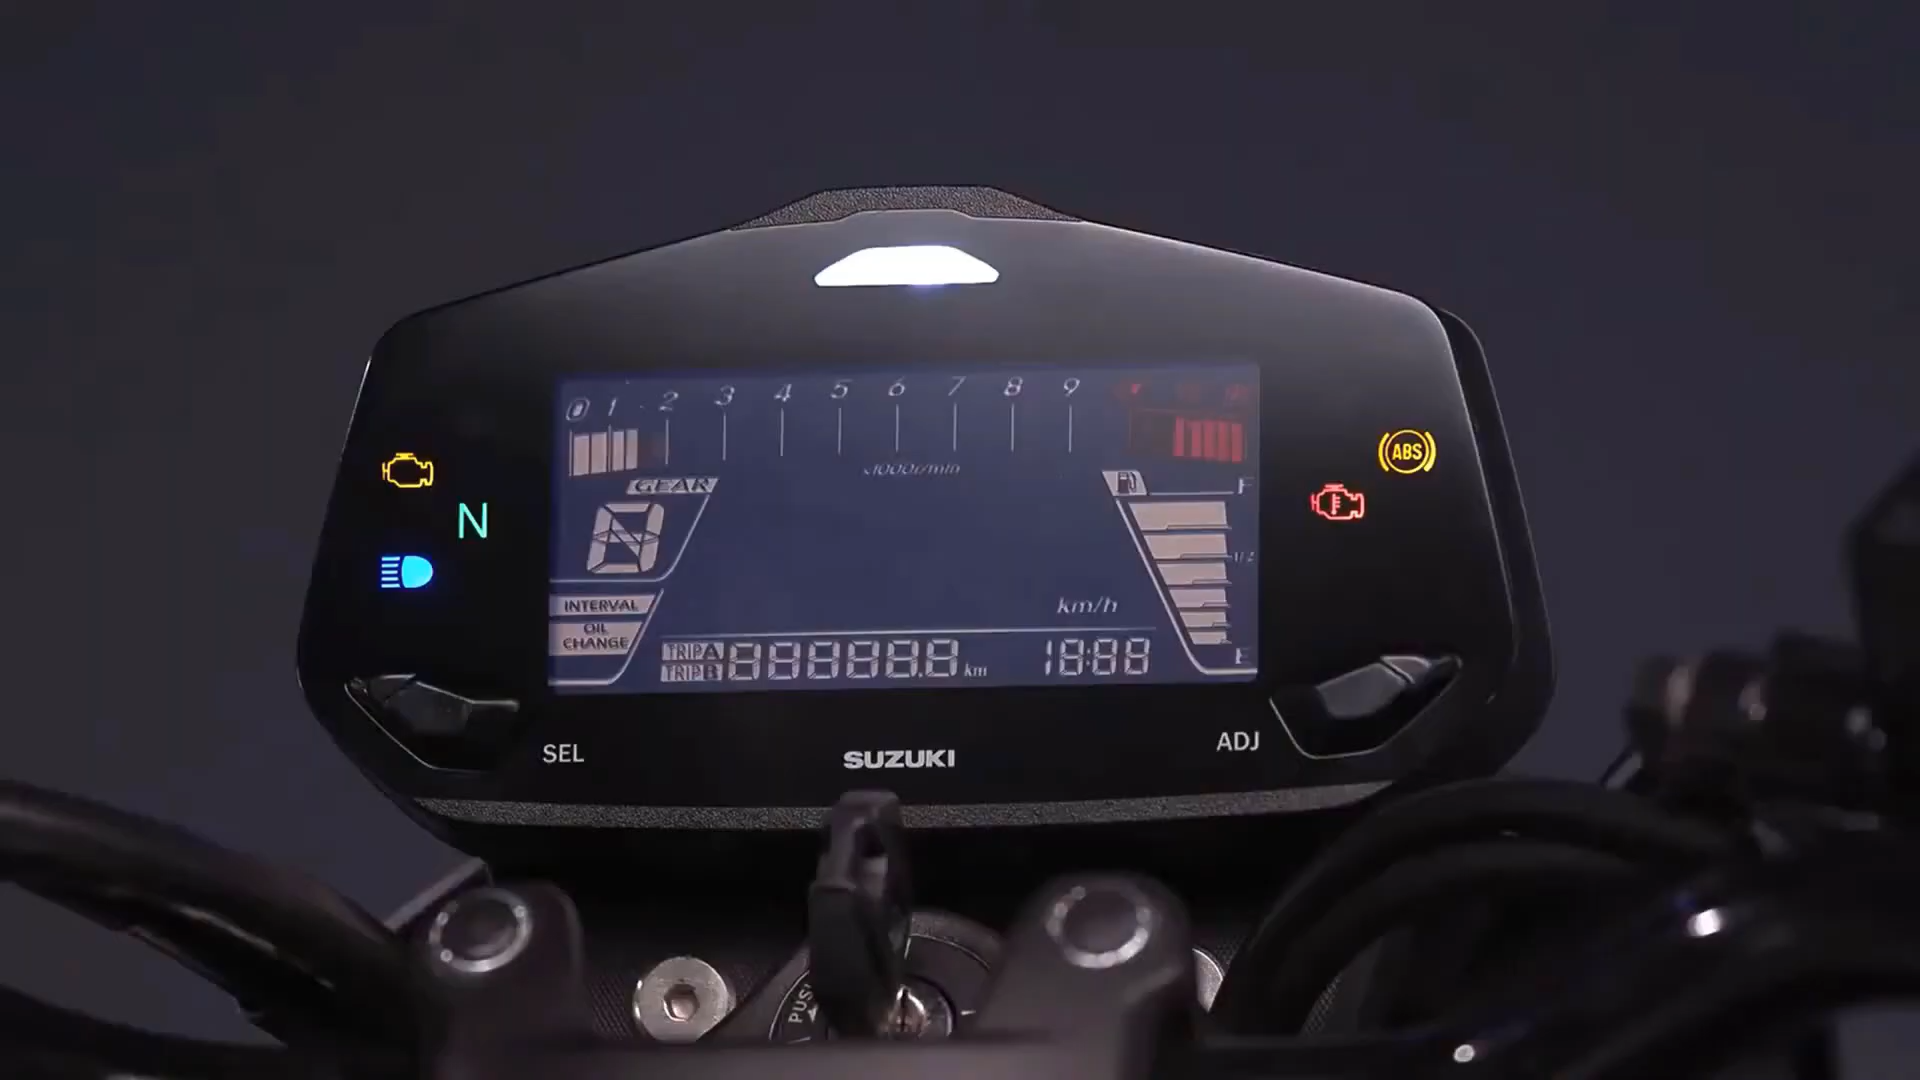 0 1 2 3 4 5 6 7 8 9
x1000r/min
GEAR
F
N
1/2
INTERVAL
OIL
CHANGE
km/h
TRIP A
TRIP B
888888.8 km
18:88
E
N
ABS
SEL
SUZUKI
ADJ